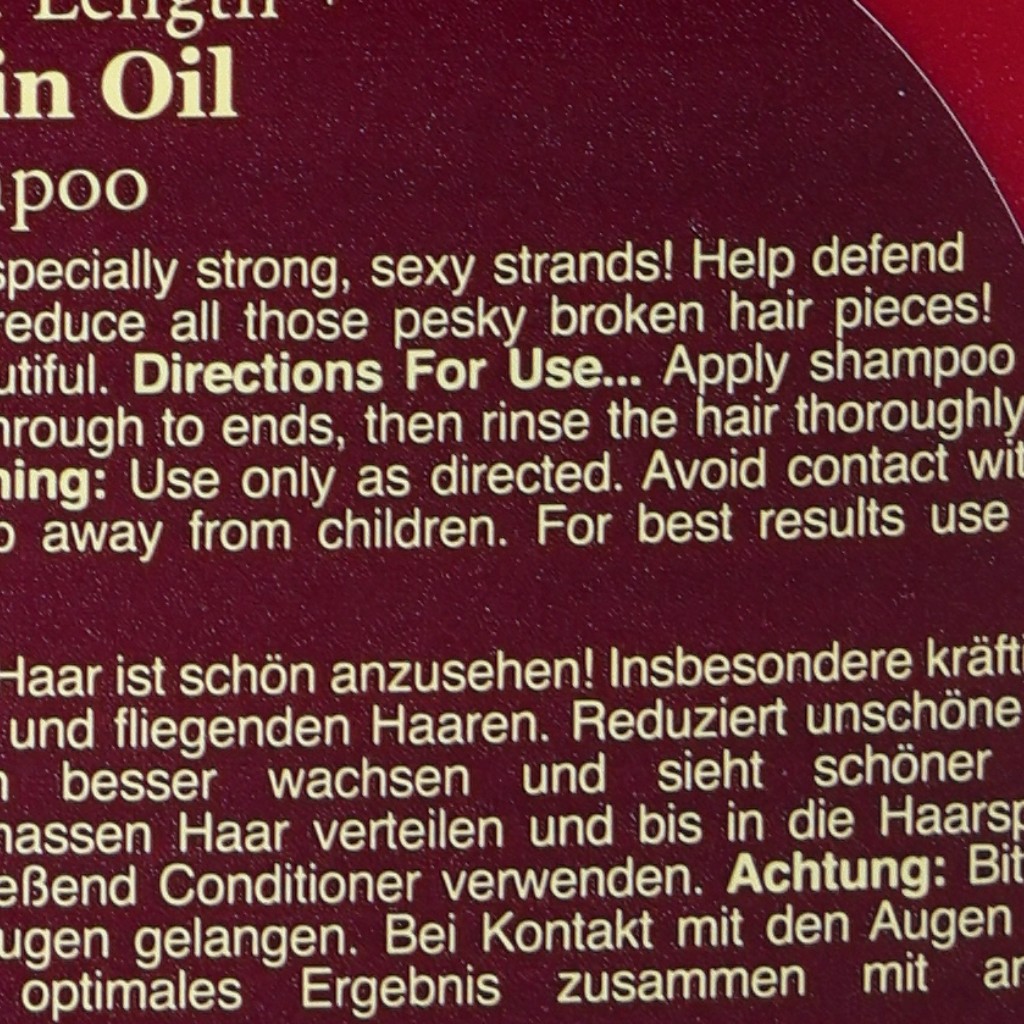 Length +
in Oil
poo
specially strong, sexy strands! Help defend
reduce all those pesky broken hair pieces!
utiful. Directions For Use... Apply shampoo
hrough to ends, then rinse the hair thoroughly
ning: Use only as directed. Avoid contact wit
p away from children. For best results use
Haar ist schön anzusehen! Insbesondere kräft
und fliegenden Haaren. Reduziert unschöne
n besser wachsen und sieht schöner
nassen Haar verteilen und bis in die Haarsp
eßend Conditioner verwenden. Achtung: Bit
ugen gelangen. Bei Kontakt mit den Augen
optimales Ergebnis zusammen mit an